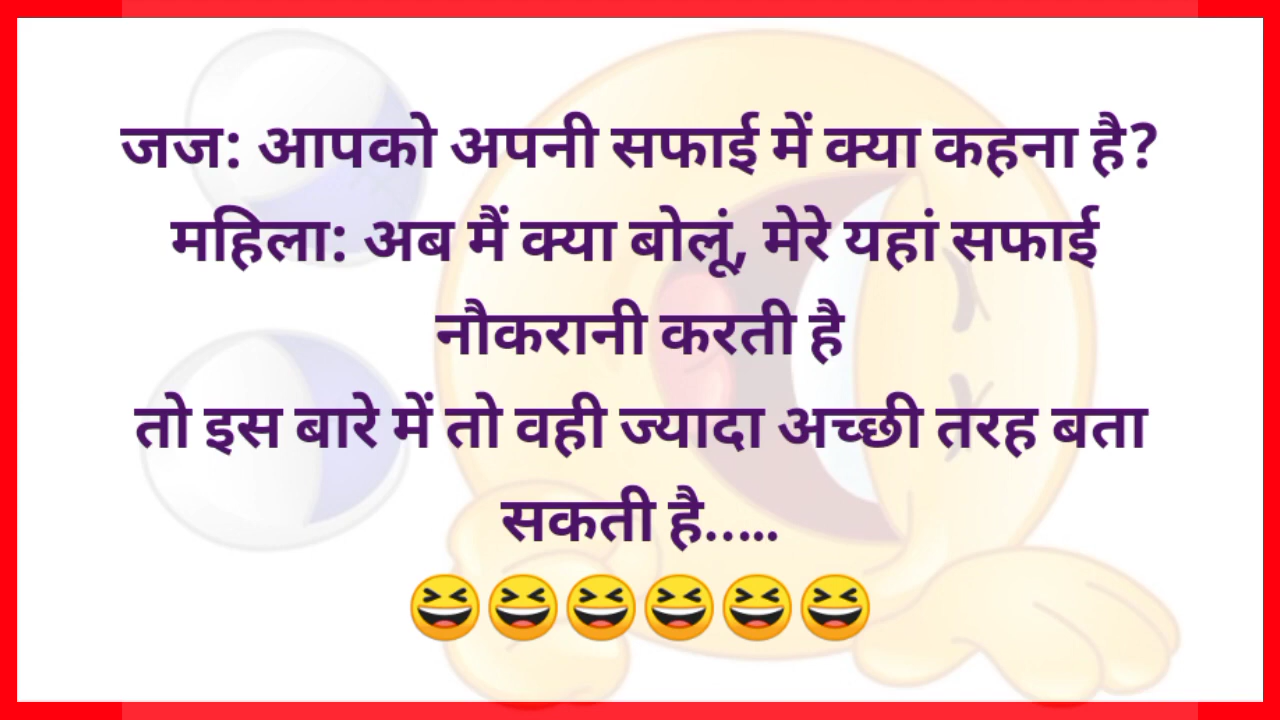 जज: आपको अपनी सफाई में क्या कहना है?
महिला: अब मैं क्या बोलूं, मेरे यहां सफाई
नौकरानी करती है
तो इस बारे में तो वही ज्यादा अच्छी तरह बता
सकती है.....
😆😆😆😆😆😆